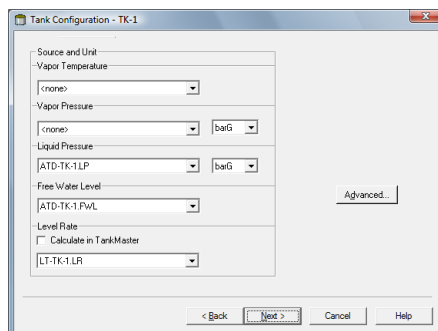 Tank Configuration - TK-1
Source and Unit
Vapor Temperature
<none>
Vapor Pressure
<none> barG
Liquid Pressure
ATD-TK-1.LP barG
Free Water Level
ATD-TK-1.FWL
Advanced...
Level Rate
Calculate in TankMaster
LT-TK-1.LR
< Back Next > Cancel Help